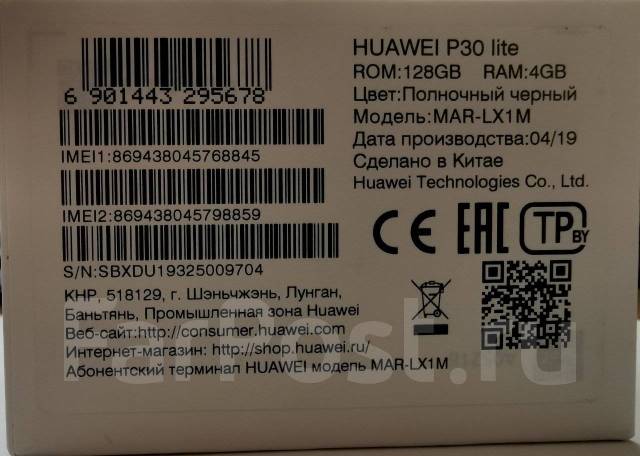 HUAWEI P30 lite
ROM:128GB RAM:4GB
Цвет:Полночный черный
Модель:MAR-LX1M
Дата производства:04/19
Сделано в Китае
Huawei Technologies Co., Ltd.
6 901443 295678
IMEI1:869438045768845
IMEI2:869438045798859
S/N:SBXDU19325009704
CE EAC TP BY
КНР, 518129, г. Шэньчжэнь, Лунган,
Баньтянь, Промышленная зона Huawei
Веб-сайт:http://consumer.huawei.com
Интернет-магазин: http://shop.huawei.ru/
Абонентский терминал HUAWEI модель MAR-LX1M